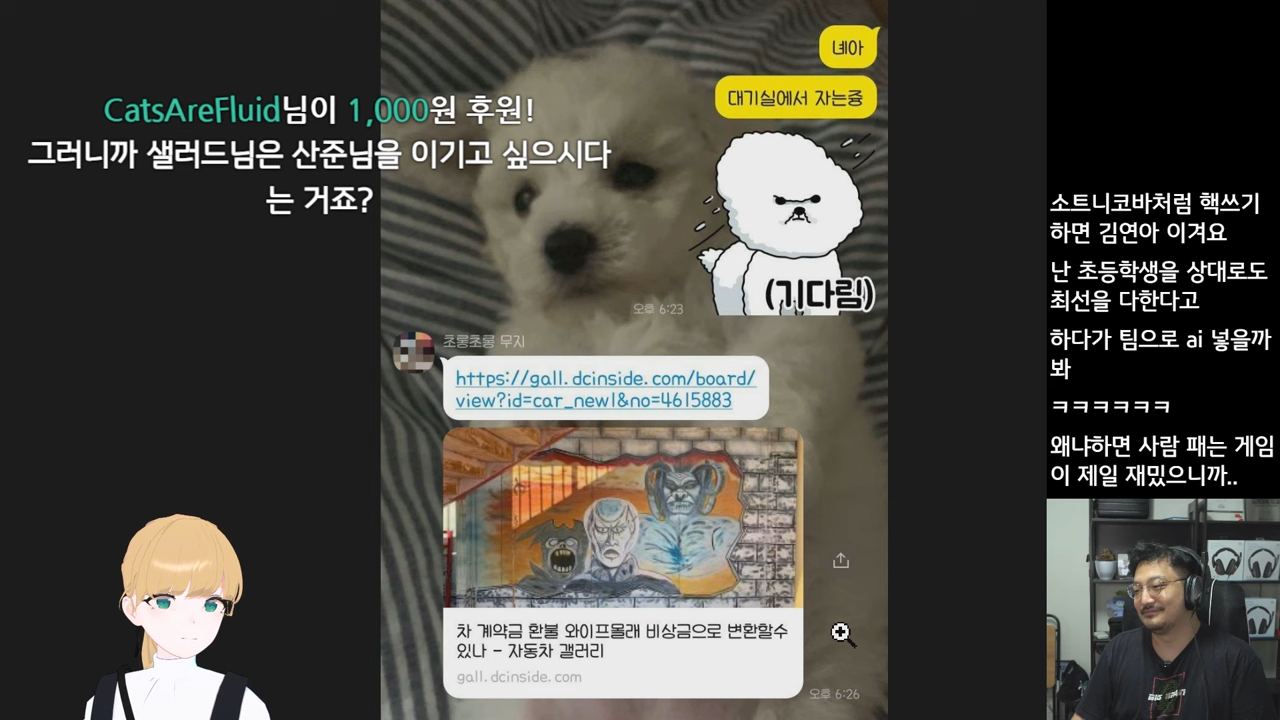 녜아
대기실에서 자는즁
CatsAreFluid님이 1,000원 후원!
그러니까 샐러드님은 산준님을 이기고 싶으시다
는 거죠?
(기다림)
오후 6:23
초롱초롱 무지
https://gall.dcinside.com/board/
view?id=car_new1&no=4615883
차 계약금 환불 와이프몰래 비상금으로 변환할수
있나 - 자동차 갤러리
gall.dcinside.com
오후 6:26
소트니코바처럼 핵쓰기
하면 김연아 이겨요
난 초등학생을 상대로도
최선을 다한다고
하다가 팀으로 ai 넣을까
봐
ㅋㅋㅋㅋㅋㅋ
왜냐하면 사람 패는 게임
이 제일 재밌으니까..